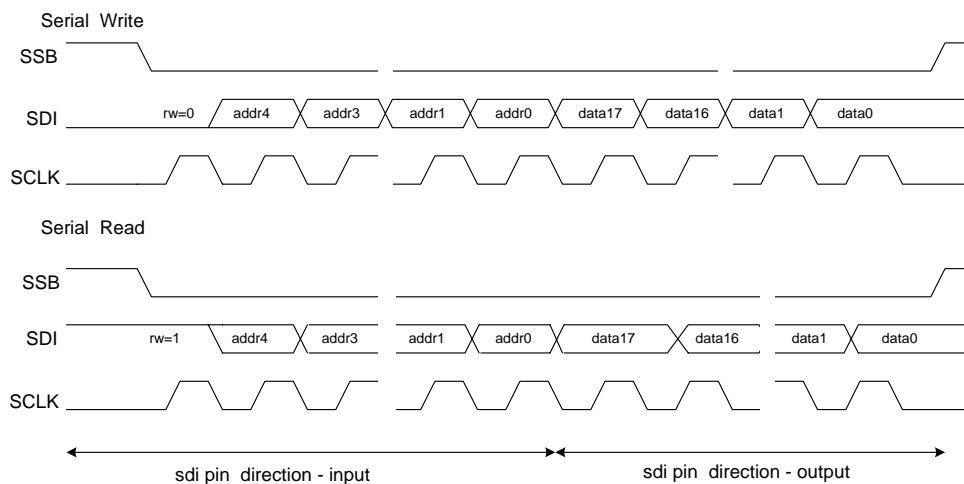 Serial Write
SSB
SDI rw=0 addr4 addr3 addr1 addr0 data17 data16 data1 data0
SCLK
Serial Read
SSB
SDI rw=1 addr4 addr3 addr1 addr0 data17 data16 data1 data0
SCLK
sdi pin direction - input sdi pin direction - output